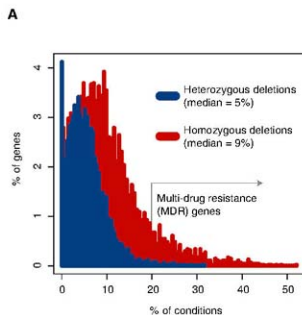 A
4
3
2
1
0
% of genes
Heterozygous deletions
(median = 5%)
Homozygous deletions
(median = 9%)
Multi-drug resistance
(MDR) genes
0 10 20 30 40 50
% of conditions